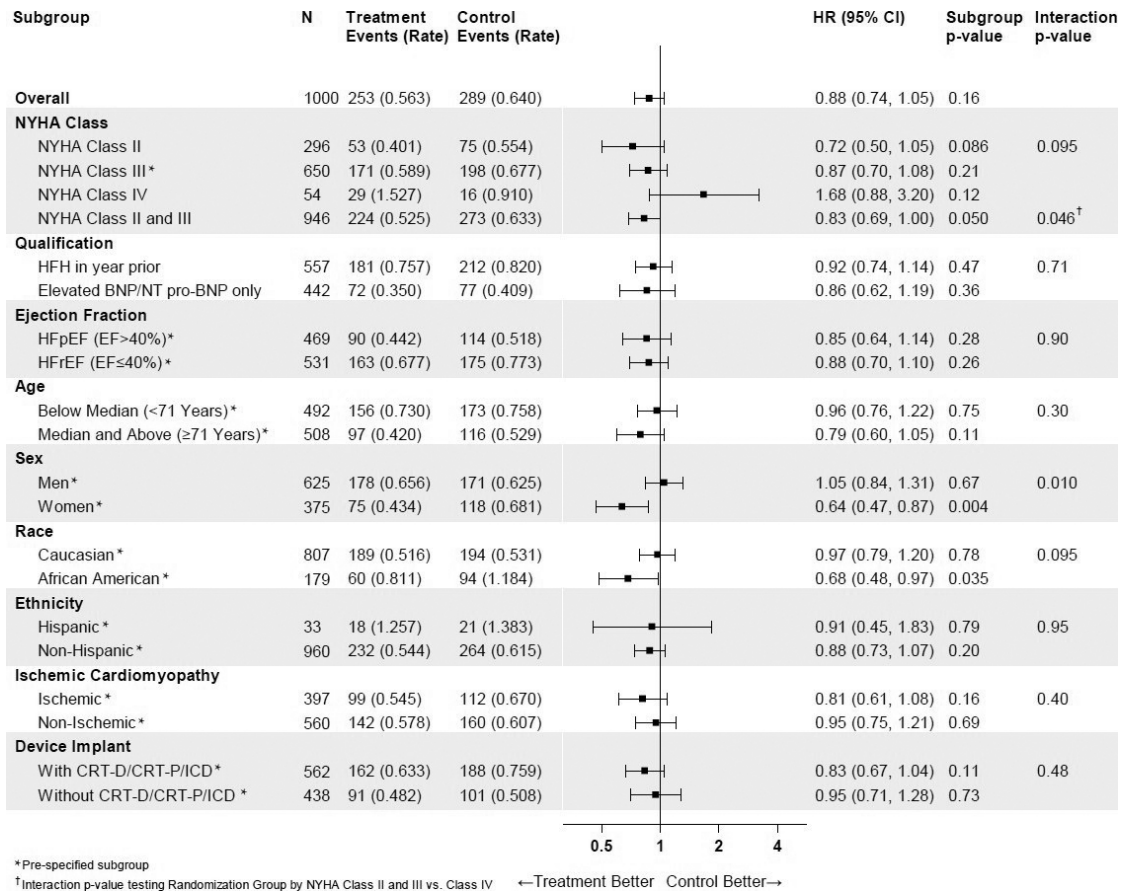 Subgroup N Treatment Events (Rate) Control Events (Rate) HR (95% CI) Subgroup p-value Interaction p-value
Overall 1000 253 (0.563) 289 (0.640) 0.88 (0.74, 1.05) 0.16
NYHA Class
NYHA Class II 296 53 (0.401) 75 (0.554) 0.72 (0.50, 1.05) 0.086 0.095
NYHA Class III* 650 171 (0.589) 198 (0.677) 0.87 (0.70, 1.08) 0.21
NYHA Class IV 54 29 (1.527) 16 (0.910) 1.68 (0.88, 3.20) 0.12
NYHA Class II and III 946 224 (0.525) 273 (0.633) 0.83 (0.69, 1.00) 0.050 0.046†
Qualification
HFH in year prior 557 181 (0.757) 212 (0.820) 0.92 (0.74, 1.14) 0.47 0.71
Elevated BNP/NT pro-BNP only 442 72 (0.350) 77 (0.409) 0.86 (0.62, 1.19) 0.36
Ejection Fraction
HFpEF (EF>40%)* 469 90 (0.442) 114 (0.518) 0.85 (0.64, 1.14) 0.28 0.90
HFrEF (EF≤40%)* 531 163 (0.677) 175 (0.773) 0.88 (0.70, 1.10) 0.26
Age
Below Median (<71 Years)* 492 156 (0.730) 173 (0.758) 0.96 (0.76, 1.22) 0.75 0.30
Median and Above (≥71 Years)* 508 97 (0.420) 116 (0.529) 0.79 (0.60, 1.05) 0.11
Sex
Men* 625 178 (0.656) 171 (0.625) 1.05 (0.84, 1.31) 0.67 0.010
Women* 375 75 (0.434) 118 (0.681) 0.64 (0.47, 0.87) 0.004
Race
Caucasian* 807 189 (0.516) 194 (0.531) 0.97 (0.79, 1.20) 0.78 0.095
African American* 179 60 (0.811) 94 (1.184) 0.68 (0.48, 0.97) 0.035
Ethnicity
Hispanic* 33 18 (1.257) 21 (1.383) 0.91 (0.45, 1.83) 0.79 0.95
Non-Hispanic* 960 232 (0.544) 264 (0.615) 0.88 (0.73, 1.07) 0.20
Ischemic Cardiomyopathy
Ischemic* 397 99 (0.545) 112 (0.670) 0.81 (0.61, 1.08) 0.16 0.40
Non-Ischemic* 560 142 (0.578) 160 (0.607) 0.95 (0.75, 1.21) 0.69
Device Implant
With CRT-D/CRT-P/ICD* 562 162 (0.633) 188 (0.759) 0.83 (0.67, 1.04) 0.11 0.48
Without CRT-D/CRT-P/ICD * 438 91 (0.482) 101 (0.508) 0.95 (0.71, 1.28) 0.73
0.5 1 2 4
*Pre-specified subgroup
†Interaction p-value testing Randomization Group by NYHA Class II and III vs. Class IV ←Treatment Better Control Better→